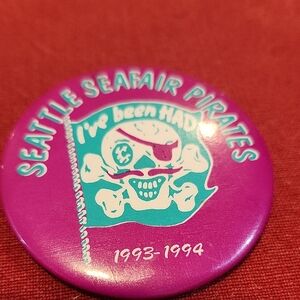 SEATTLE SEAFAIR PIRATES
I've been HAD
1993-1994